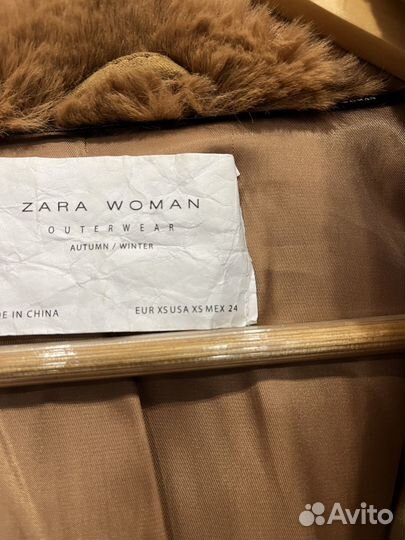 ZARA WOMAN
OUTERWEAR
AUTUMN / WINTER
DE IN CHINA
EUR XS USA XS MEX 24
Avito